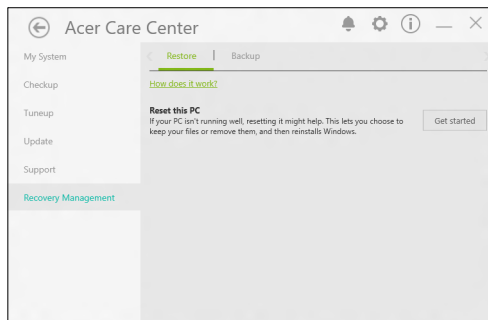 Acer Care Center
My System
Restore
Backup
Checkup
How does it work?
Tuneup
Reset this PC
If your PC isn't running well, resetting it might help. This lets you choose to
keep your files or remove them, and then reinstalls Windows.
Get started
Update
Support
Recovery Management